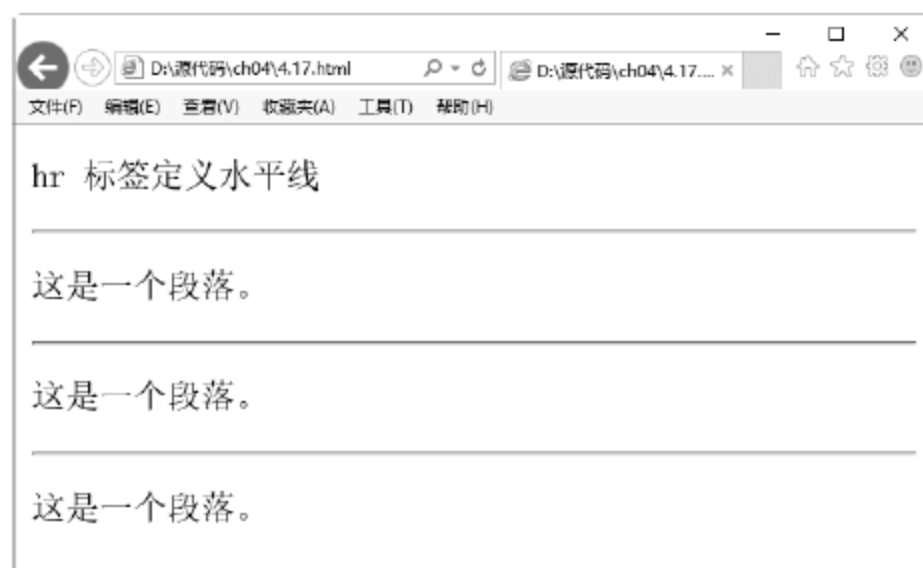 D:\源代码\ch04\4.17.html
D:\源代码\ch04\4.17....
文件(F) 编辑(E) 查看(V) 收藏夹(A) 工具(T) 帮助(H)
hr 标签定义水平线
这是一个段落。
这是一个段落。
这是一个段落。